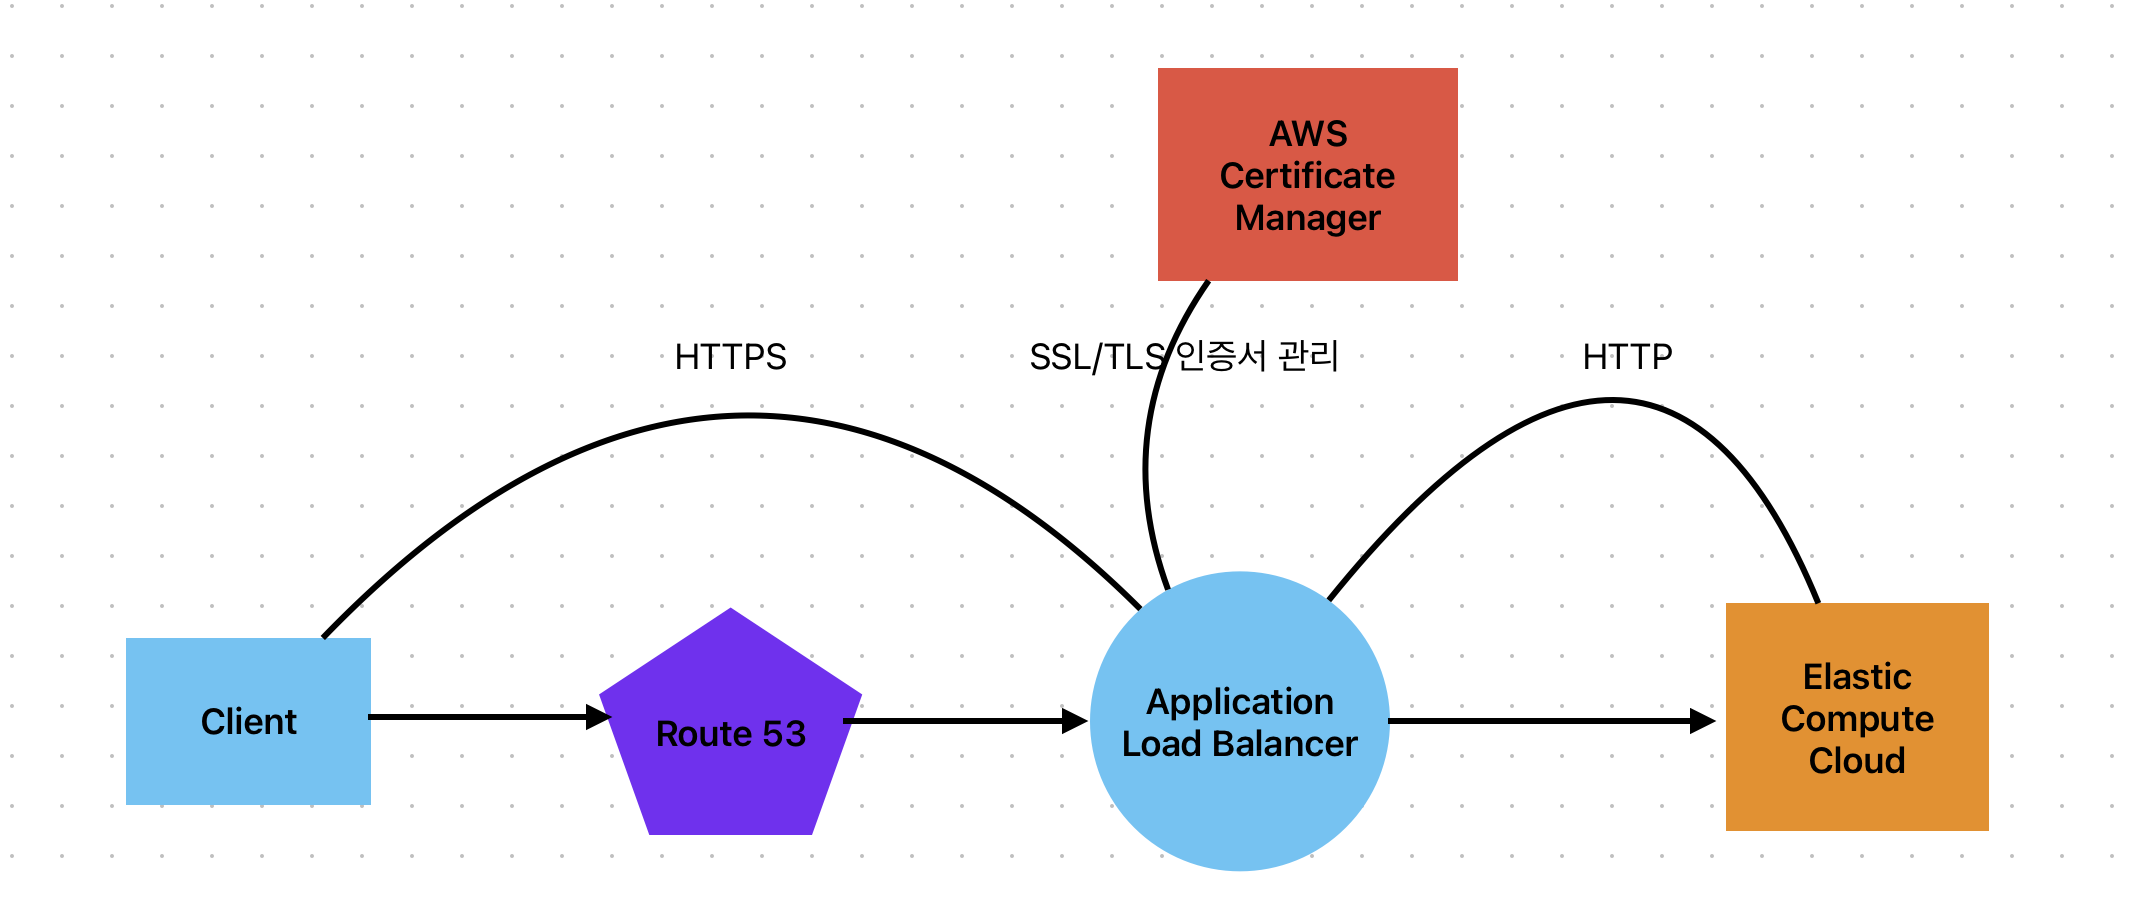 AWS
Certificate
Manager
HTTPS
SSL/TLS 인증서 관리
HTTP
Client
Route 53
Application
Load Balancer
Elastic
Compute
Cloud